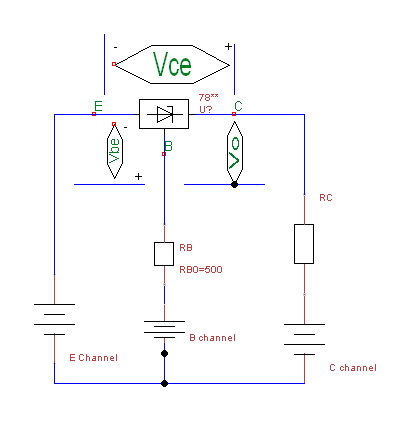 - Vce +
E 78** C
U?
Vbe - B Vo
+
RC
RB
RB0=500
B channel
E Channel
C channel